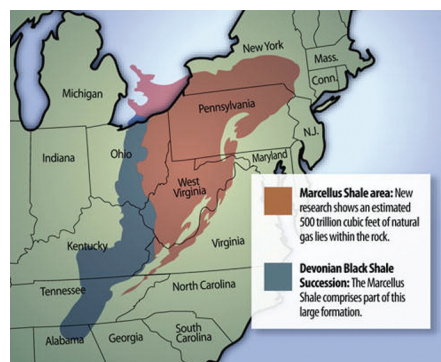 New York
Mass.
Michigan
Conn.
Pennsylvania
N.J.
Indiana
Ohio
Maryland
West
Virginia
Marcellus Shale area: New
research shows an estimated
500 trillion cubic feet of natural
gas lies within the rock.
Kentucky
Virginia
Devonian Black Shale
Succession: The Marcellus
Shale comprises part of this
large formation.
Tennessee
North Carolina
South
Carolina
Alabama
Georgia